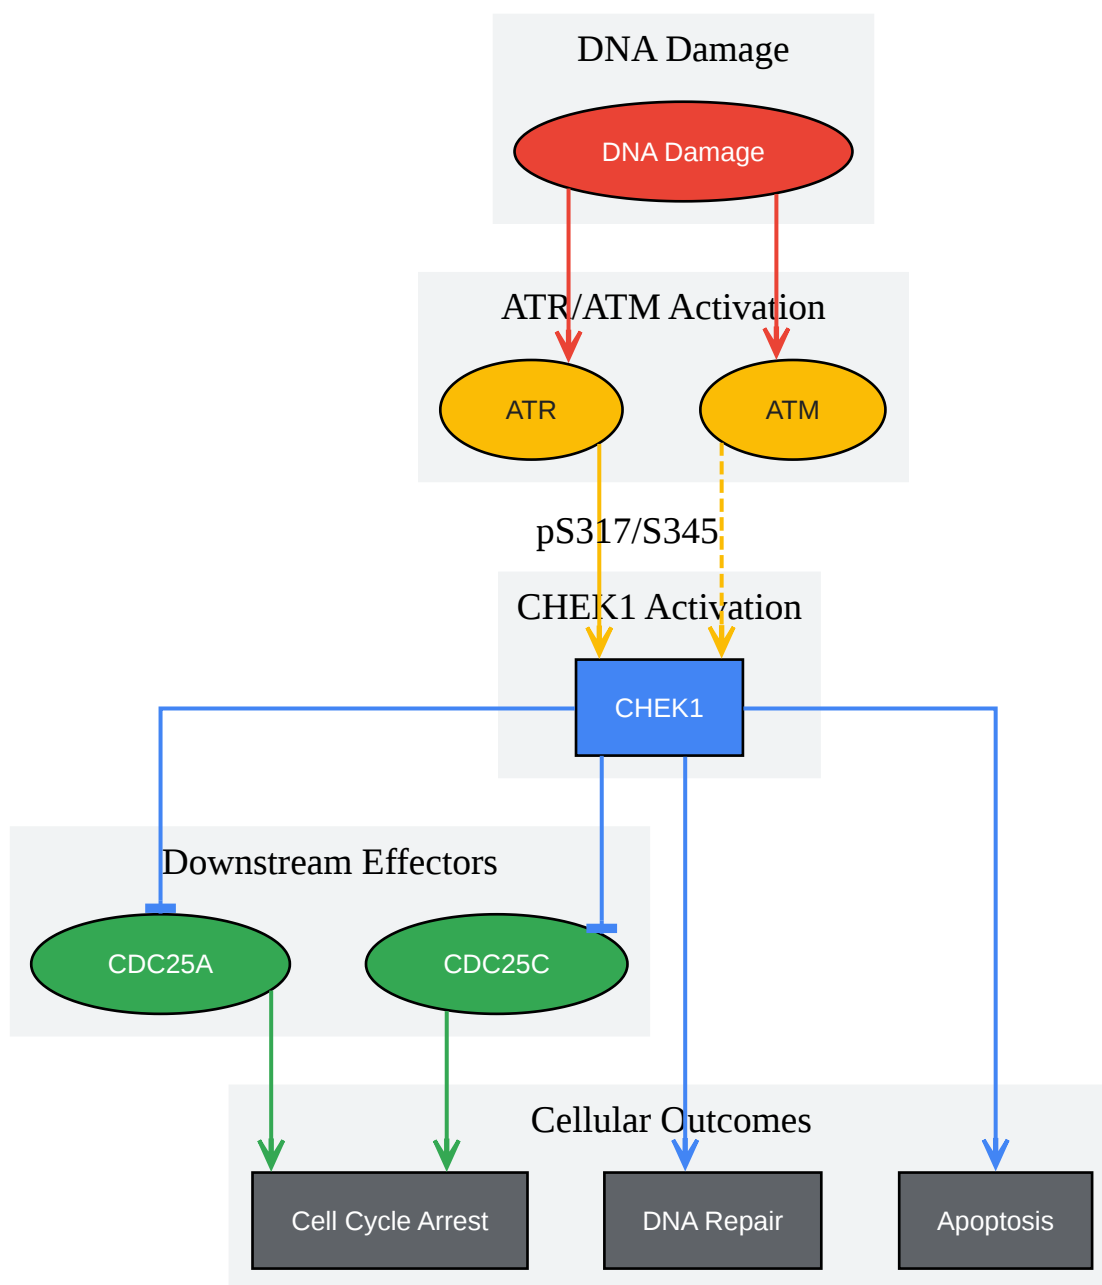 DNA Damage
DNA Damage
ATR/ATM Activation
ATR
ATM
pS317/S345
CHEK1 Activation
CHEK1
Downstream Effectors
CDC25A
CDC25C
Cellular Outcomes
Cell Cycle Arrest
DNA Repair
Apoptosis